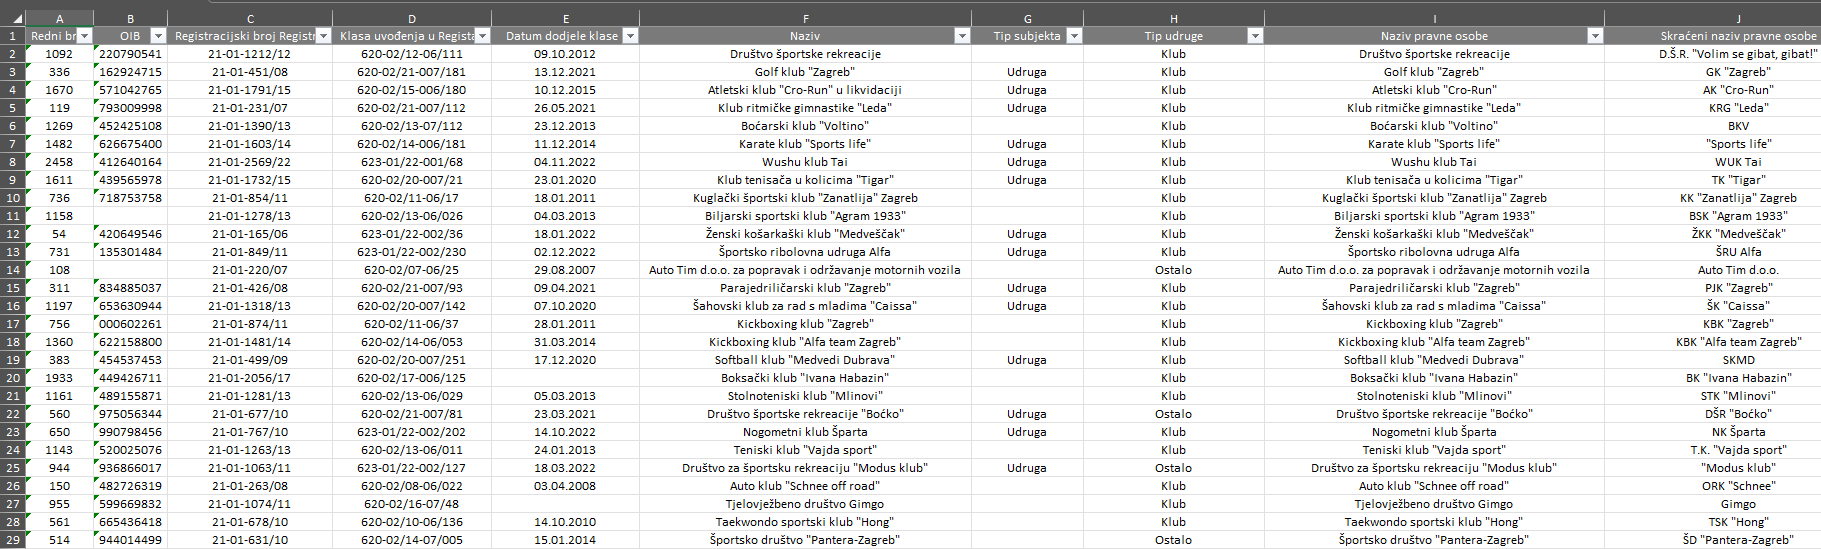 A B C D E F G H I J
1 Redni br OIB Registracijski broj Registr Klasa uvođenja u Regista Datum dodjele klase Naziv Tip subjekta Tip udruge Naziv pravne osobe Skraćeni naziv pravne osobe
2 1092 220790541 21-01-1212/12 620-02/12-06/111 09.10.2012 Društvo športske rekreacije Klub Društvo športske rekreacije D.Š.R. "Volim se gibat, gibat!"
3 336 162924715 21-01-451/08 620-02/21-007/181 13.12.2021 Golf klub "Zagreb" Udruga Klub Golf klub "Zagreb" GK "Zagreb"
4 1670 571042765 21-01-1791/15 620-02/15-006/180 10.12.2015 Atletski klub "Cro-Run" u likvidaciji Udruga Klub Atletski klub "Cro-Run" AK "Cro-Run"
5 119 793009998 21-01-231/07 620-02/21-007/112 26.05.2021 Klub ritmičke gimnastike "Leda" Udruga Klub Klub ritmičke gimnastike "Leda" KRG "Leda"
6 1269 452425108 21-01-1390/13 620-02/13-07/112 23.12.2013 Boćarski klub "Voltino" Klub Boćarski klub "Voltino" BKV
7 1482 626675400 21-01-1603/14 620-02/14-006/181 11.12.2014 Karate klub "Sports life" Udruga Klub Karate klub "Sports life" "Sports life"
8 2458 412640164 21-01-2569/22 623-01/22-001/68 04.11.2022 Wushu klub Tai Udruga Klub Wushu klub Tai WUK Tai
9 1611 439565978 21-01-1732/15 620-02/20-007/21 23.01.2020 Klub tenisača u kolicima "Tigar" Udruga Klub Klub tenisača u kolicima "Tigar" TK "Tigar"
10 736 718753758 21-01-854/11 620-02/11-06/17 18.01.2011 Kuglački športski klub "Zanatlija" Zagreb Klub Kuglački športski klub "Zanatlija" Zagreb KK "Zanatlija" Zagreb
11 1158 21-01-1278/13 620-02/13-06/026 04.03.2013 Biljarski sportski klub "Agram 1933" Klub Biljarski sportski klub "Agram 1933" BSK "Agram 1933"
12 54 420649546 21-01-165/06 623-01/22-002/36 18.01.2022 Ženski košarkaški klub "Medveščak" Udruga Klub Ženski košarkaški klub "Medveščak" ŽKK "Medveščak"
13 731 135301484 21-01-849/11 623-01/22-002/230 02.12.2022 Športsko ribolovna udruga Alfa Udruga Klub Športsko ribolovna udruga Alfa ŠRU Alfa
14 108 21-01-220/07 620-02/07-06/25 29.08.2007 Auto Tim d.o.o. za popravak i održavanje motornih vozila Ostalo Auto Tim d.o.o. za popravak i održavanje motornih vozila Auto Tim d.o.o.
15 311 834885037 21-01-426/08 620-02/21-007/93 09.04.2021 Parajedriličarski klub "Zagreb" Udruga Klub Parajedriličarski klub "Zagreb" PJK "Zagreb"
16 1197 653630944 21-01-1318/13 620-02/20-007/142 07.10.2020 Šahovski klub za rad s mladima "Caissa" Udruga Klub Šahovski klub za rad s mladima "Caissa" ŠK "Caissa"
17 756 000602261 21-01-874/11 620-02/11-06/37 28.01.2011 Kickboxing klub "Zagreb" Klub Kickboxing klub "Zagreb" KBK "Zagreb"
18 1360 622158800 21-01-1481/14 620-02/14-06/053 31.03.2014 Kickboxing klub "Alfa team Zagreb" Klub Kickboxing klub "Alfa team Zagreb" KBK "Alfa team Zagreb"
19 383 454537453 21-01-499/09 620-02/20-007/251 17.12.2020 Softball klub "Medvedi Dubrava" Udruga Klub Softball klub "Medvedi Dubrava" SKMD
20 1933 449426711 21-01-2056/17 620-02/17-006/125 Boksački klub "Ivana Habazin" Klub Boksački klub "Ivana Habazin" BK "Ivana Habazin"
21 1161 489155871 21-01-1281/13 620-02/13-06/029 05.03.2013 Stolnoteniski klub "Mlinovi" Klub Stolnoteniski klub "Mlinovi" STK "Mlinovi"
22 560 975056344 21-01-677/10 620-02/21-007/81 23.03.2021 Društvo športske rekreacije "Boćko" Udruga Ostalo Društvo športske rekreacije "Boćko" DŠR "Boćko"
23 650 990798456 21-01-767/10 623-01/22-002/202 14.10.2022 Nogometni klub Šparta Udruga Klub Nogometni klub Šparta NK Šparta
24 1143 520025076 21-01-1263/13 620-02/13-06/011 24.01.2013 Teniski klub "Vajda sport" Klub Teniski klub "Vajda sport" T.K. "Vajda sport"
25 944 936866017 21-01-1063/11 623-01/22-002/127 18.03.2022 Društvo za športsku rekreaciju "Modus klub" Udruga Ostalo Društvo za športsku rekreaciju "Modus klub" "Modus klub"
26 150 482726319 21-01-263/08 620-02/08-06/022 03.04.2008 Auto klub "Schnee off road" Klub Auto klub "Schnee off road" ORK "Schnee"
27 955 599669832 21-01-1074/11 620-02/16-07/48 Tjelovježbeno društvo Gimgo Klub Tjelovježbeno društvo Gimgo Gimgo
28 561 665436418 21-01-678/10 620-02/10-06/136 14.10.2010 Taekwondo sportski klub "Hong" Klub Taekwondo sportski klub "Hong" TSK "Hong"
29 514 944014499 21-01-631/10 620-02/14-07/005 15.01.2014 Športsko društvo "Pantera-Zagreb" Ostalo Športsko društvo "Pantera-Zagreb" ŠD "Pantera-Zagreb"